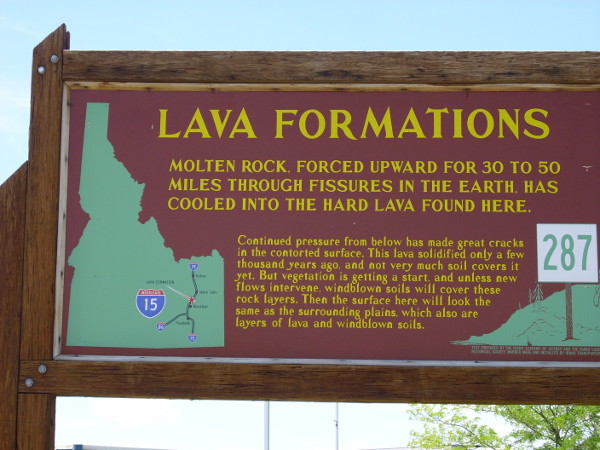 LAVA FORMATIONS
MOLTEN ROCK, FORCED UPWARD FOR 30 TO 50
MILES THROUGH FISSURES IN THE EARTH, HAS
COOLED INTO THE HARD LAVA FOUND HERE.
Continued pressure from below has made great cracks
in the contorted surface. This lava solidified only a few
thousand years ago, and not very much soil covers it
yet. But vegetation is getting a start, and unless new
flows intervene, windblown soils will cover these
rock layers. Then the surface here will look the
same as the surrounding plains, which also are
layers of lava and windblown soils.
287
LAVA FORMATION
15